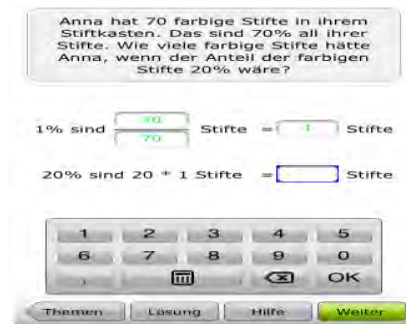 Anna hat 70 farbige Stifte in ihrem
Stiftkasten. Das sind 70% all ihrer
Stifte. Wie viele farbige Stifte hätte
Anna, wenn der Anteil der farbigen
Stifte 20% wäre?
70
1% sind Stifte = 1 Stifte
70
20% sind 20 * 1 Stifte = Stifte
1 2 3 4 5
6 7 8 9 0
, OK
Themen Lösung Hilfe Weiter